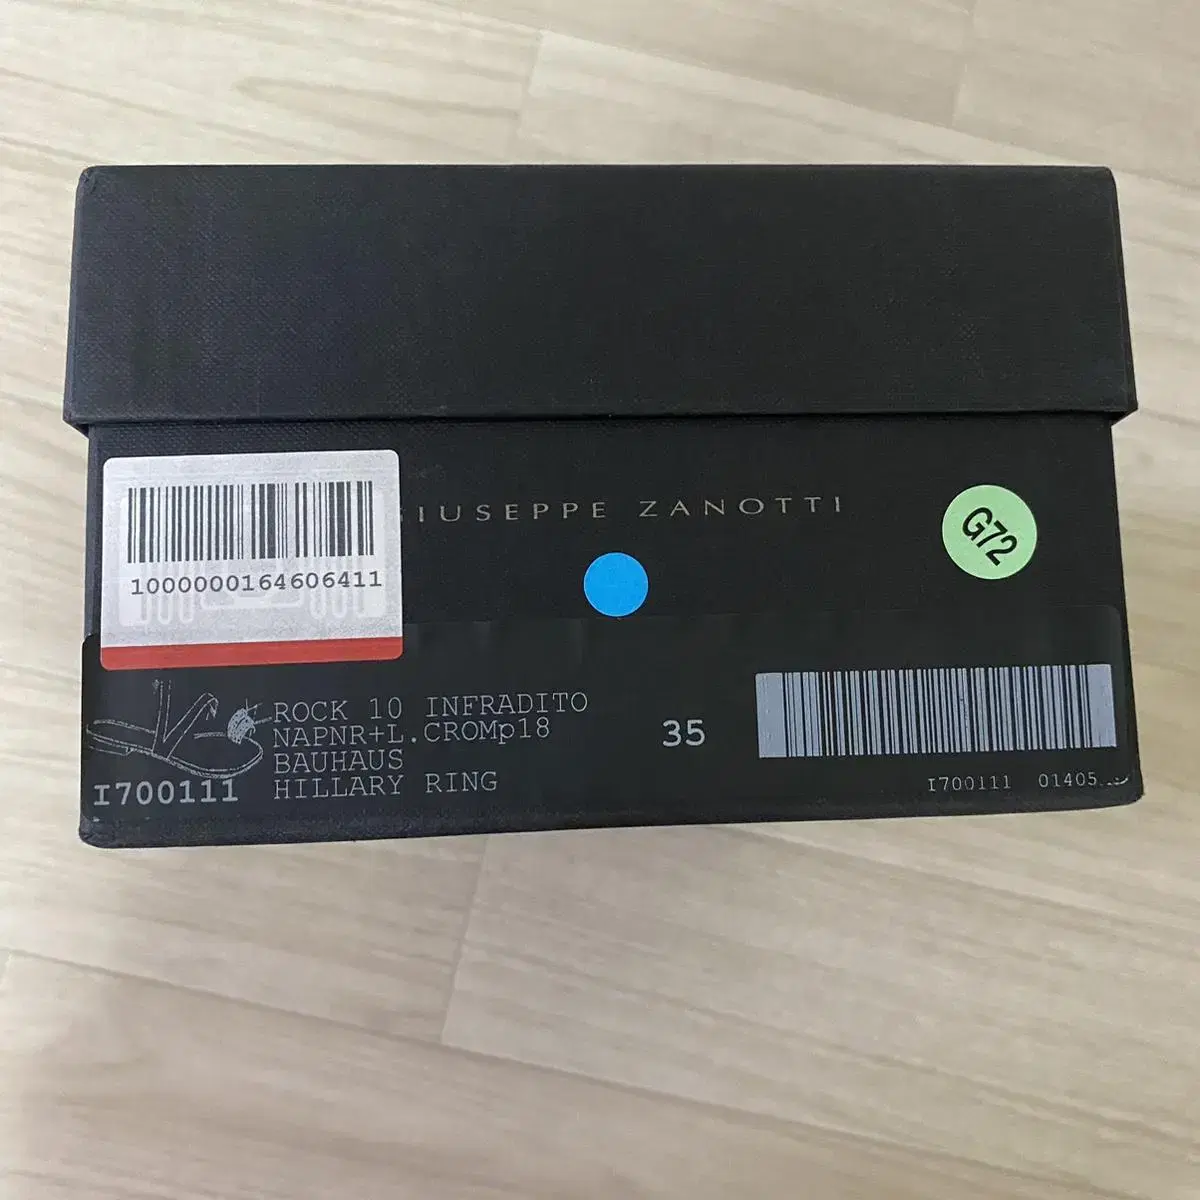 GIUSEPPE ZANOTTI
G72
1000000164606411
ROCK 10 INFRADITO
NAPNR+L.CROMp18
BAUHAUS
HILLARY RING
I700111
35
I700111